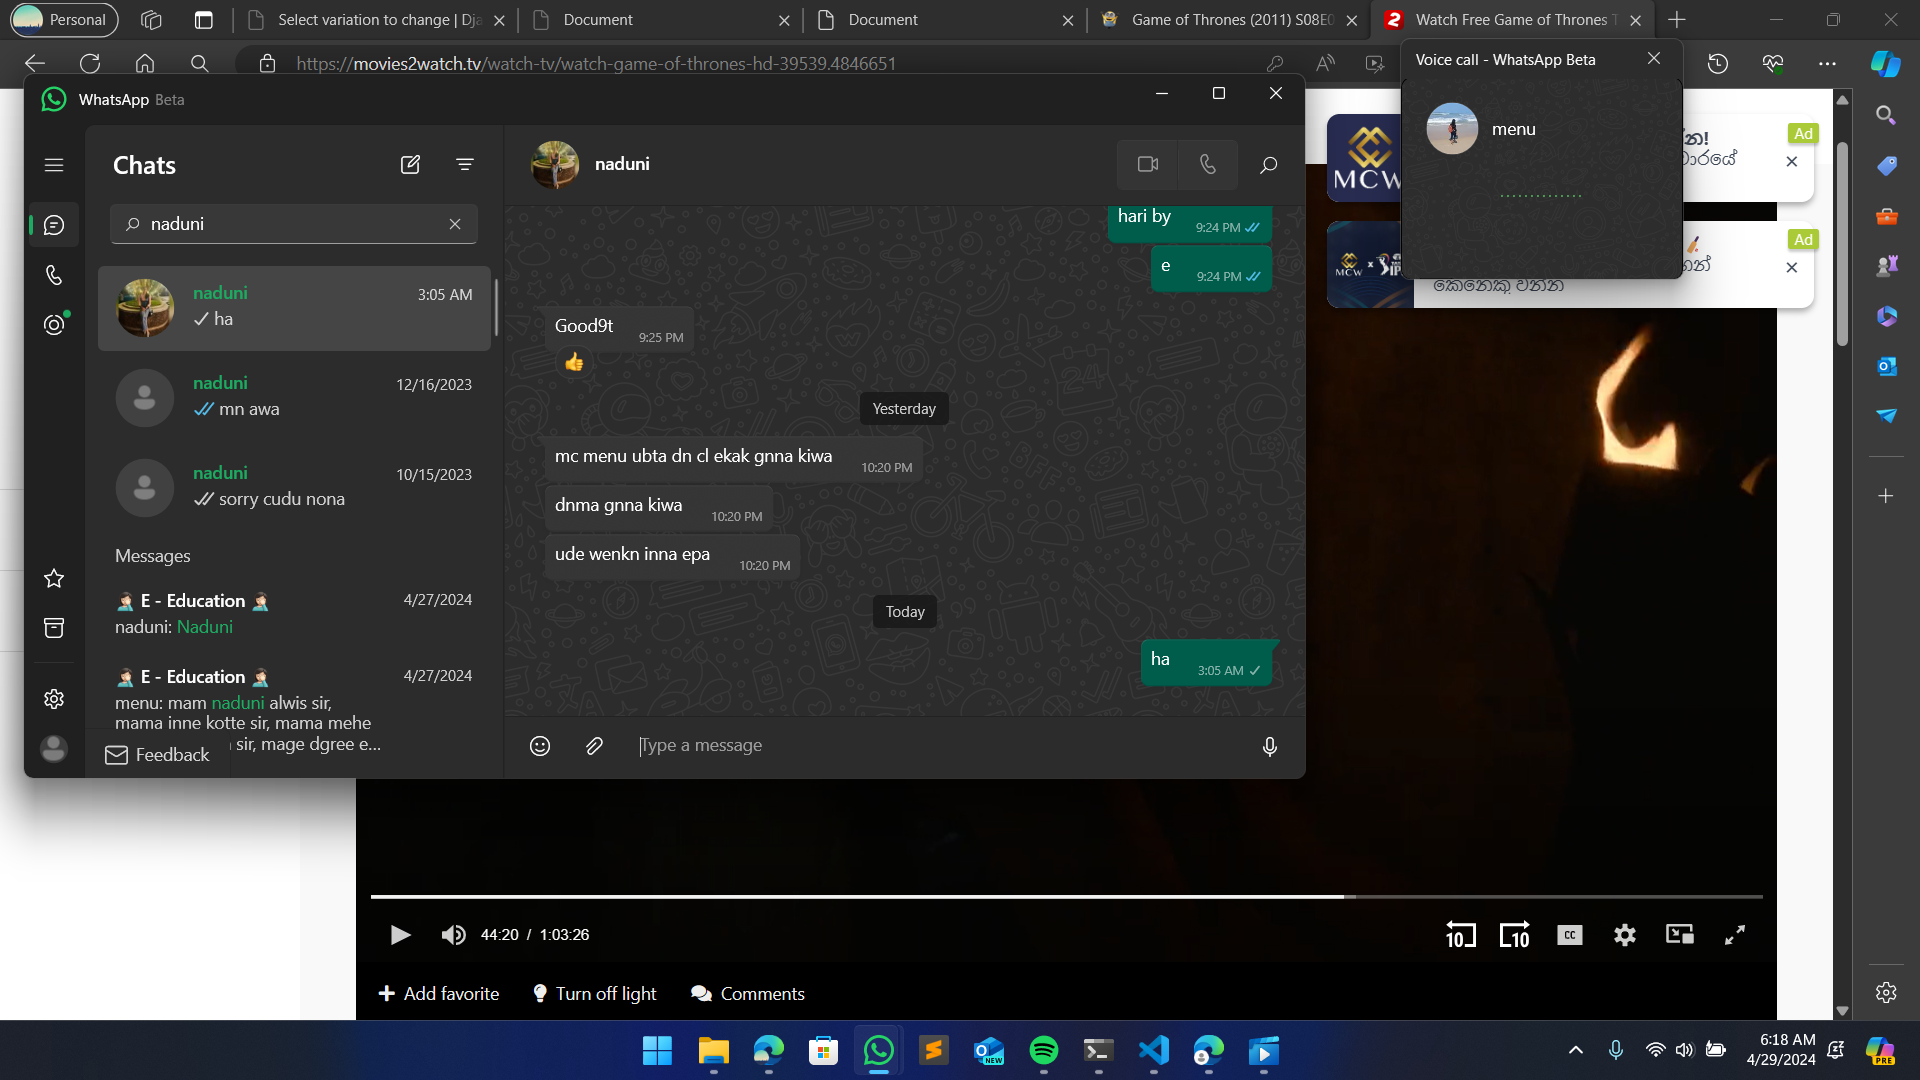 Personal
Select variation to change | Dja
Document
Document
Game of Thrones (2011) S08E0
Watch Free Game of Thrones T
https://movies2watch.tv/watch-tv/watch-game-of-thrones-hd-39539.4846651
Voice call - WhatsApp Beta
menu
WhatsApp Beta
Chats
naduni
naduni
3:05 AM
ha
naduni
12/16/2023
mn awa
naduni
10/15/2023
sorry cudu nona
Messages
🤦🏻‍♀️ E - Education 🤦🏻‍♀️
4/27/2024
naduni: Naduni
🤦🏻‍♀️ E - Education 🤦🏻‍♀️
4/27/2024
menu: mam naduni alwis sir,
mama inne kotte sir, mama mehe
sir, mage dgree e...
Feedback
naduni
hari by
9:24 PM
e
9:24 PM
Good9t
9:25 PM
👍
Yesterday
mc menu ubta dn cl ekak gnna kiwa
10:20 PM
dnma gnna kiwa
10:20 PM
ude wenkn inna epa
10:20 PM
Today
ha
3:05 AM
Type a message
MCW
Ad
MCW x
Ad
කෙනෙකු වන්න
44:20 / 1:03:26
10
10
CC
Add favorite
Turn off light
Comments
NEW
6:18 AM
4/29/2024
PRE